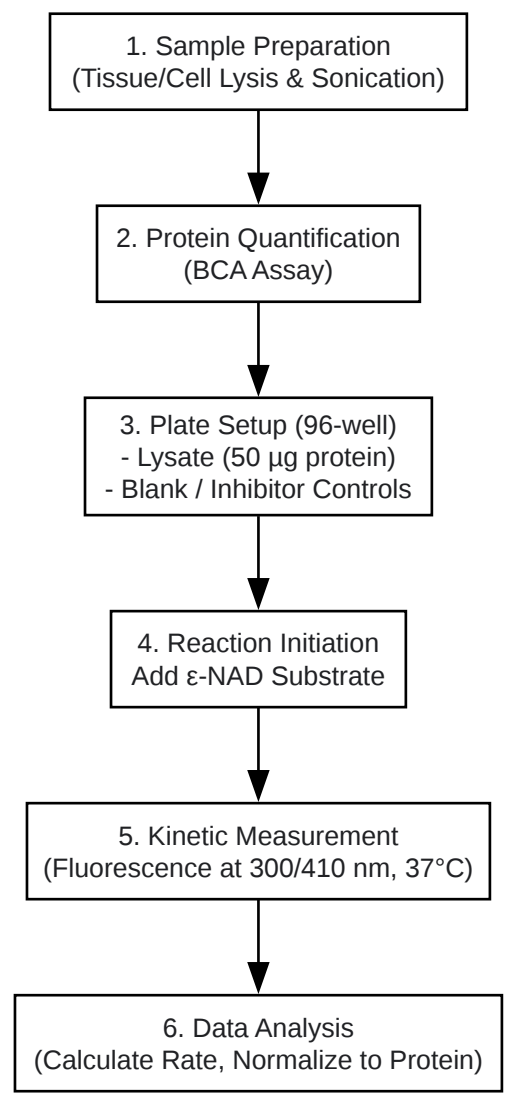 1. Sample Preparation
(Tissue/Cell Lysis & Sonication)
2. Protein Quantification
(BCA Assay)
3. Plate Setup (96-well)
- Lysate (50 µg protein)
- Blank / Inhibitor Controls
4. Reaction Initiation
Add ε-NAD Substrate
5. Kinetic Measurement
(Fluorescence at 300/410 nm, 37°C)
6. Data Analysis
(Calculate Rate, Normalize to Protein)